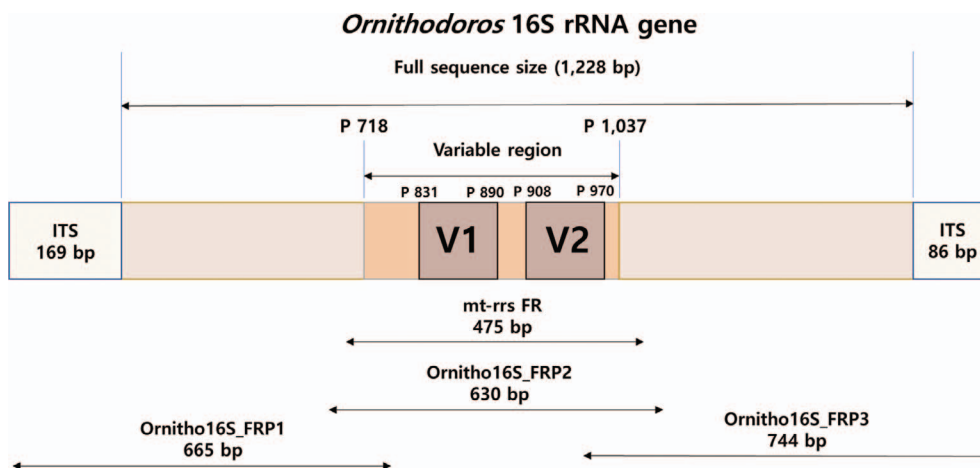 Ornithodoros 16S rRNA gene
Full sequence size (1,228 bp)
P 718
P 1,037
Variable region
P 831
P 890
P 908
P 970
ITS
169 bp
V1
V2
ITS
86 bp
mt-rrs FR
475 bp
Ornitho16S_FRP2
630 bp
Ornitho16S_FRP1
665 bp
Ornitho16S_FRP3
744 bp